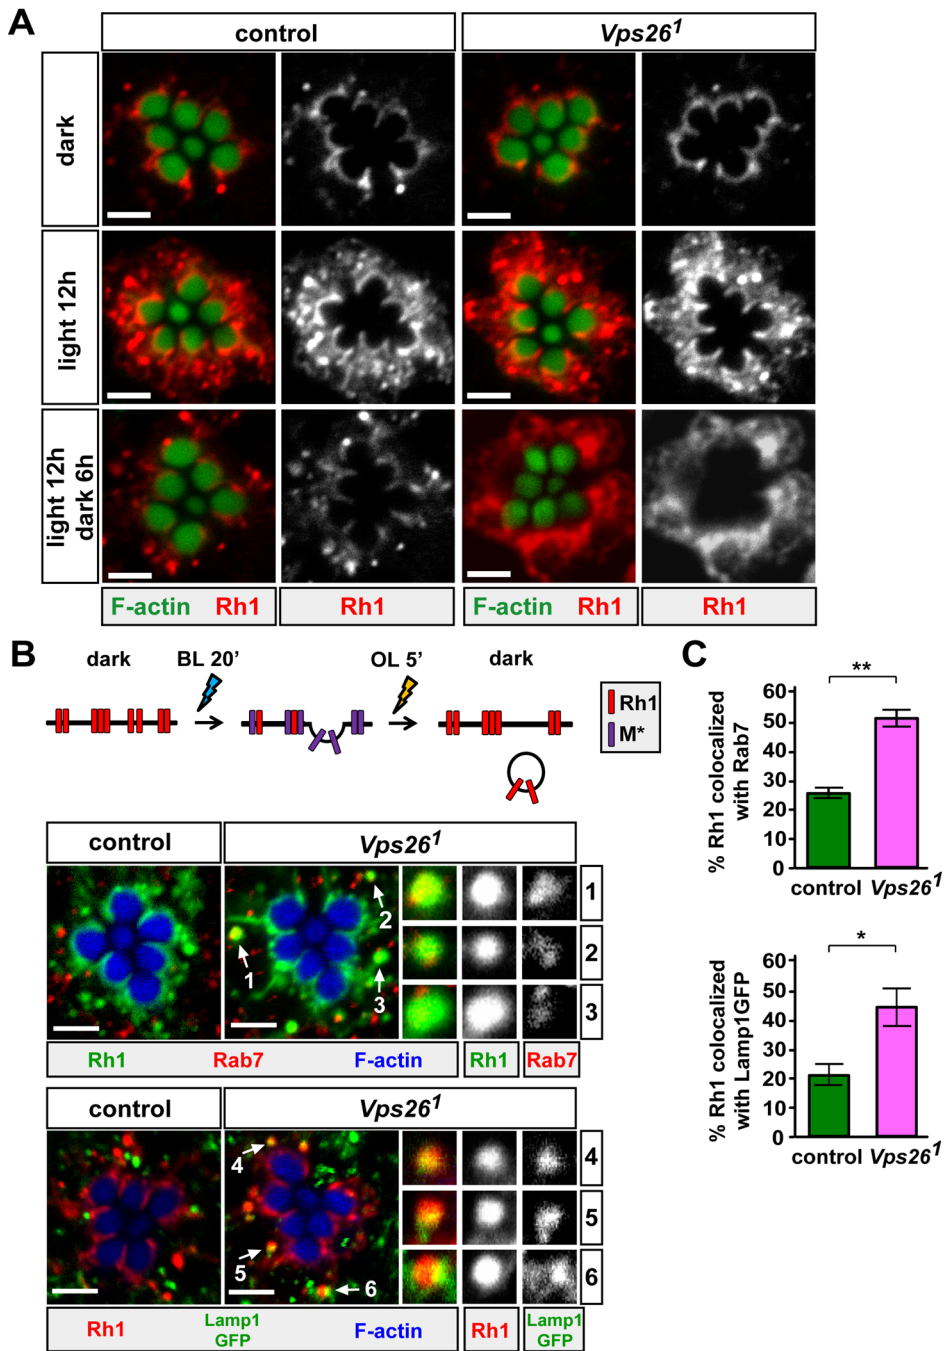 A
control
Vps26¹
dark
light 12h
light 12h
dark 6h
F-actin Rh1
Rh1
F-actin Rh1
Rh1
B
dark
BL 20’
OL 5’
dark
Rh1
M*
control
Vps26¹
1
2
3
1
2
3
Rh1 Rab7 F-actin
Rh1
Rab7
control
Vps26¹
4
5
6
4
5
6
Rh1 Lamp1 GFP F-actin
Rh1
Lamp1
GFP
C
**
% Rh1 colocalized
with Rab7
60
50
40
30
20
10
0
control Vps26¹
*
% Rh1 colocalized
with Lamp1GFP
60
50
40
30
20
10
0
control Vps26¹